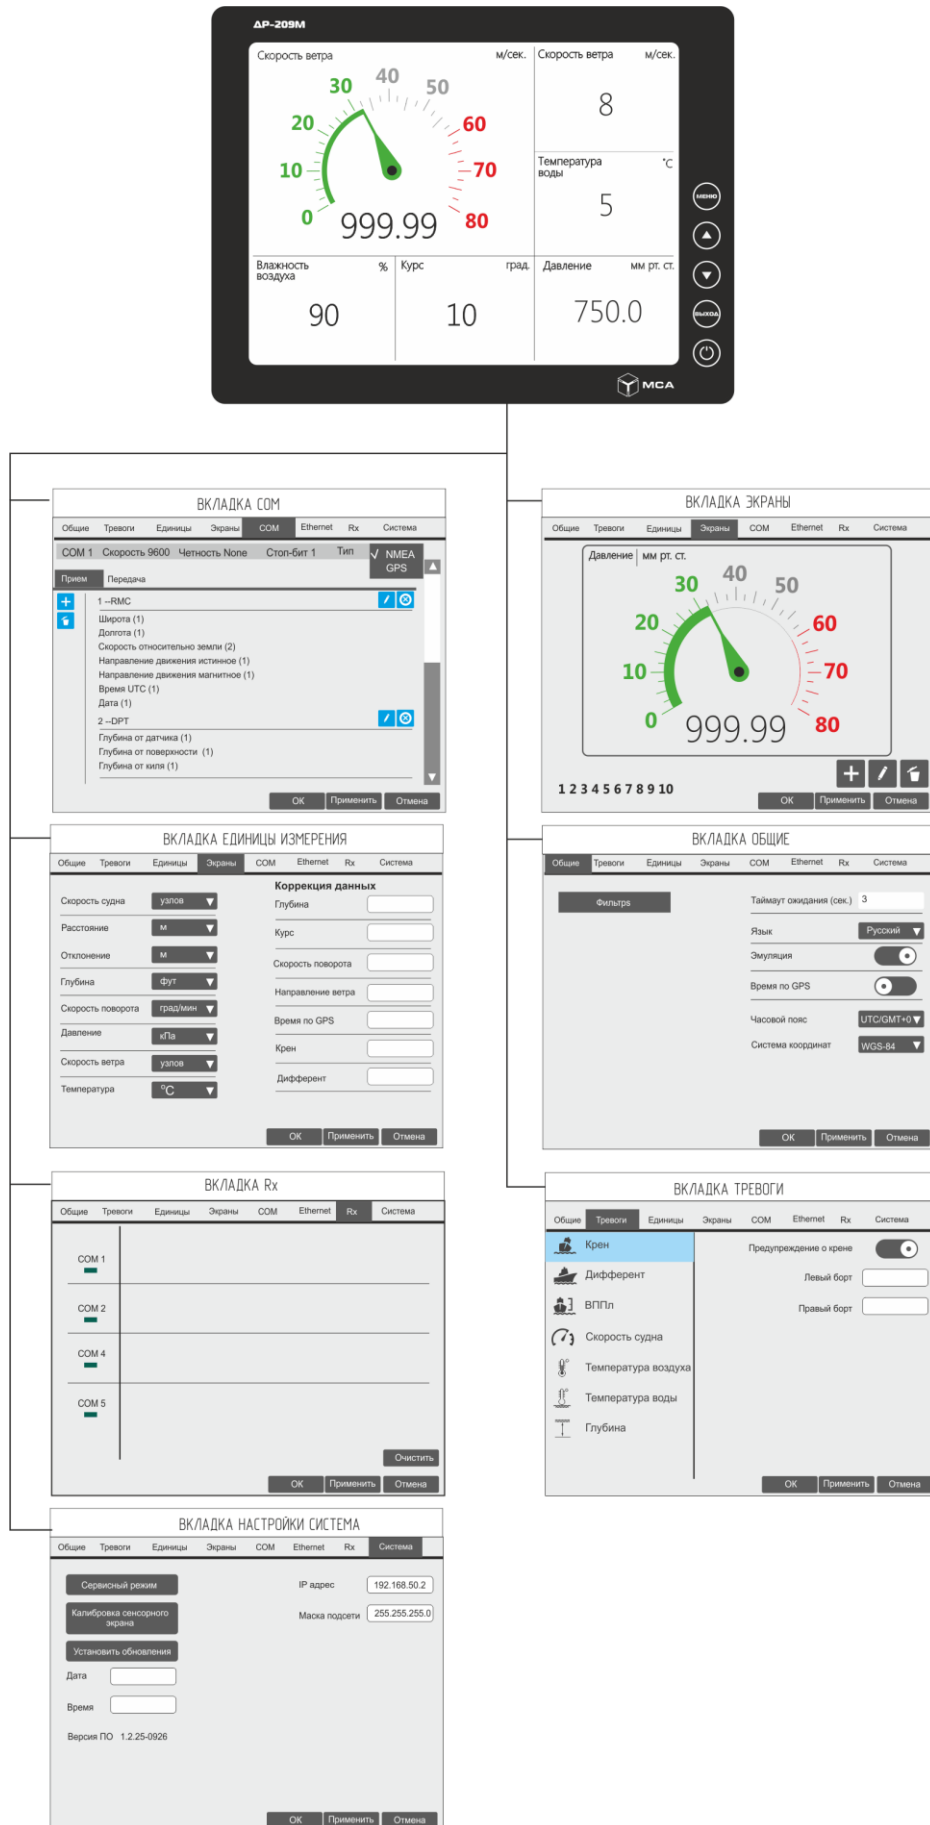 ДР-209М
Скорость ветра м/сек.
0 10 20 30 40 50 60 70 80
999.99
Скорость ветра м/сек.
8
Температура воды °C
5
Влажность воздуха %
90
Курс град.
10
Давление мм рт. ст.
750.0
МЕНЮ
ВЫХОД
МСА
ВКЛАДКА COM
Общие Тревоги Единицы Экраны COM Ethernet Rx Система
COM 1 Скорость 9600 Четность None Стоп-бит 1 Тип √ NMEA
GPS
Прием Передача
1 --RMC
Широта (1)
Долгота (1)
Скорость относительно земли (2)
Направление движения истинное (1)
Направление движения магнитное (1)
Время UTC (1)
Дата (1)
2 --DPT
Глубина от датчика (1)
Глубина от поверхности (1)
Глубина от киля (1)
ОК Применить Отмена
ВКЛАДКА ЭКРАНЫ
Общие Тревоги Единицы Экраны COM Ethernet Rx Система
Давление мм рт. ст.
0 10 20 30 40 50 60 70 80
999.99
1 2 3 4 5 6 7 8 9 10
ОК Применить Отмена
ВКЛАДКА ЕДИНИЦЫ ИЗМЕРЕНИЯ
Общие Тревоги Единицы Экраны COM Ethernet Rx Система
Скорость судна узлов
Расстояние м
Отклонение м
Глубина фут
Скорость поворота град/мин
Давление кПа
Скорость ветра узлов
Температура °C
Коррекция данных
Глубина
Курс
Скорость поворота
Направление ветра
Время по GPS
Крен
Дифферент
ОК Применить Отмена
ВКЛАДКА ОБЩИЕ
Общие Тревоги Единицы Экраны COM Ethernet Rx Система
Фильтрs
Таймаут ожидания (сек.) 3
Язык Русский
Эмуляция
Время по GPS
Часовой пояс UTC/GMT+0
Система координат WGS-84
ОК Применить Отмена
ВКЛАДКА Rx
Общие Тревоги Единицы Экраны COM Ethernet Rx Система
COM 1
COM 2
COM 4
COM 5
Очистить
ОК Применить Отмена
ВКЛАДКА ТРЕВОГИ
Общие Тревоги Единицы Экраны COM Ethernet Rx Система
Крен
Дифферент
ВППл
Скорость судна
Температура воздуха
Температура воды
Глубина
Предупреждение о крене
Левый борт
Правый борт
ОК Применить Отмена
ВКЛАДКА НАСТРОЙКИ СИСТЕМА
Общие Тревоги Единицы Экраны COM Ethernet Rx Система
Сервисный режим
Калибровка сенсорного
экрана
Установить обновления
Дата
Время
Версия ПО 1.2.25-0926
IP адрес 192.168.50.2
Маска подсети 255.255.255.0
ОК Применить Отмена